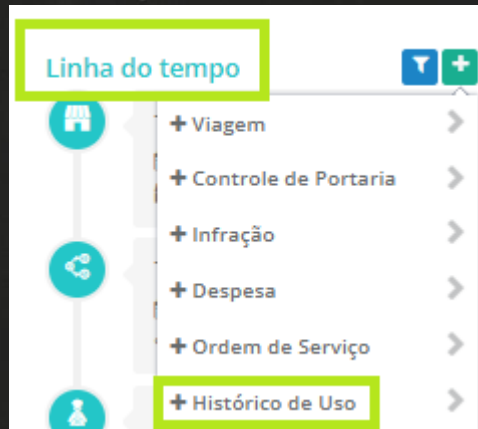 Linha do tempo
+ Viagem
+ Controle de Portaria
+ Infração
+ Despesa
+ Ordem de Serviço
+ Histórico de Uso